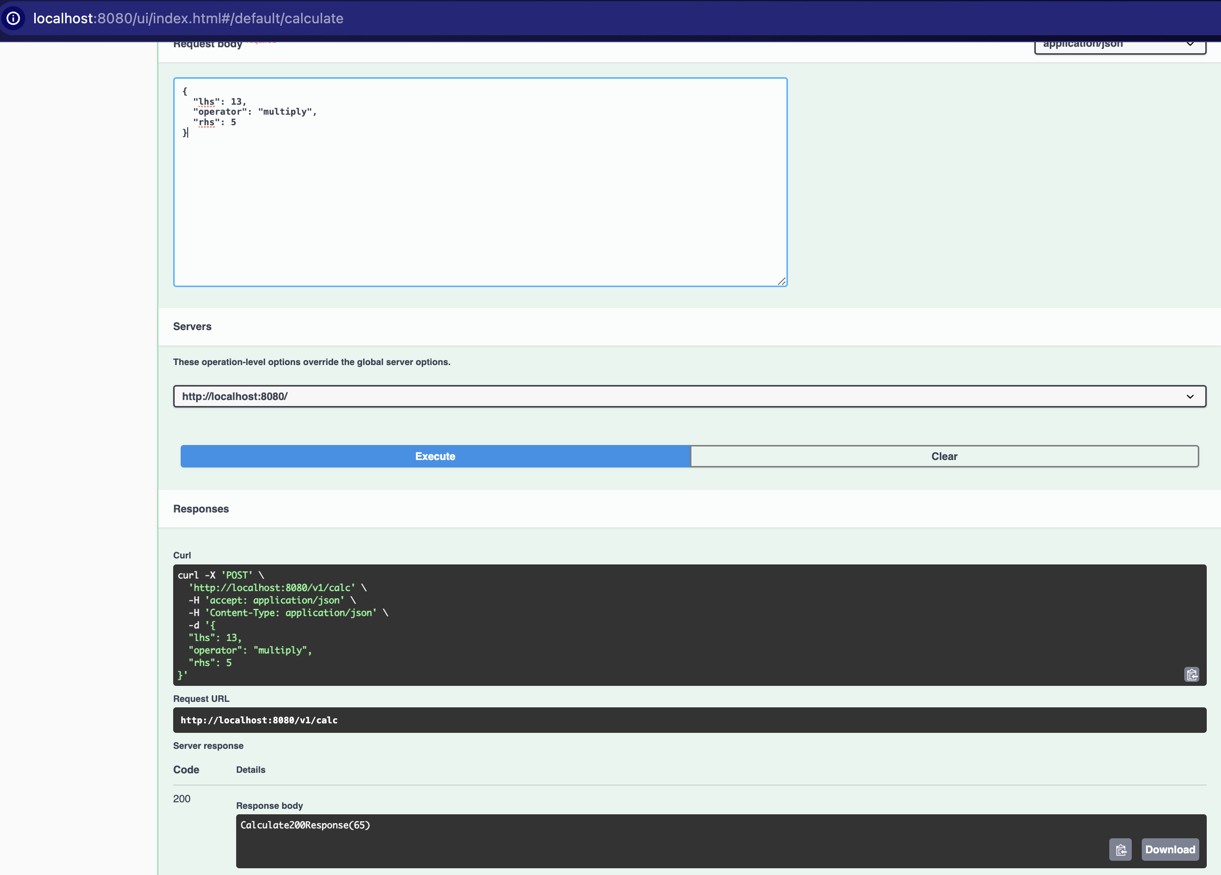 localhost:8080/ui/index.html#/default/calculate
Request body
application/json
{
"lhs": 13,
"operator": "multiply",
"rhs": 5
}
Servers
These operation-level options override the global server options.
http://localhost:8080/
Execute
Clear
Responses
Curl
curl -X 'POST' \
'http://localhost:8080/v1/calc' \
-H 'accept: application/json' \
-H 'Content-Type: application/json' \
-d '{
"lhs": 13,
"operator": "multiply",
"rhs": 5
}'
Request URL
http://localhost:8080/v1/calc
Server response
Code
Details
200
Response body
Calculate200Response(65)
Download